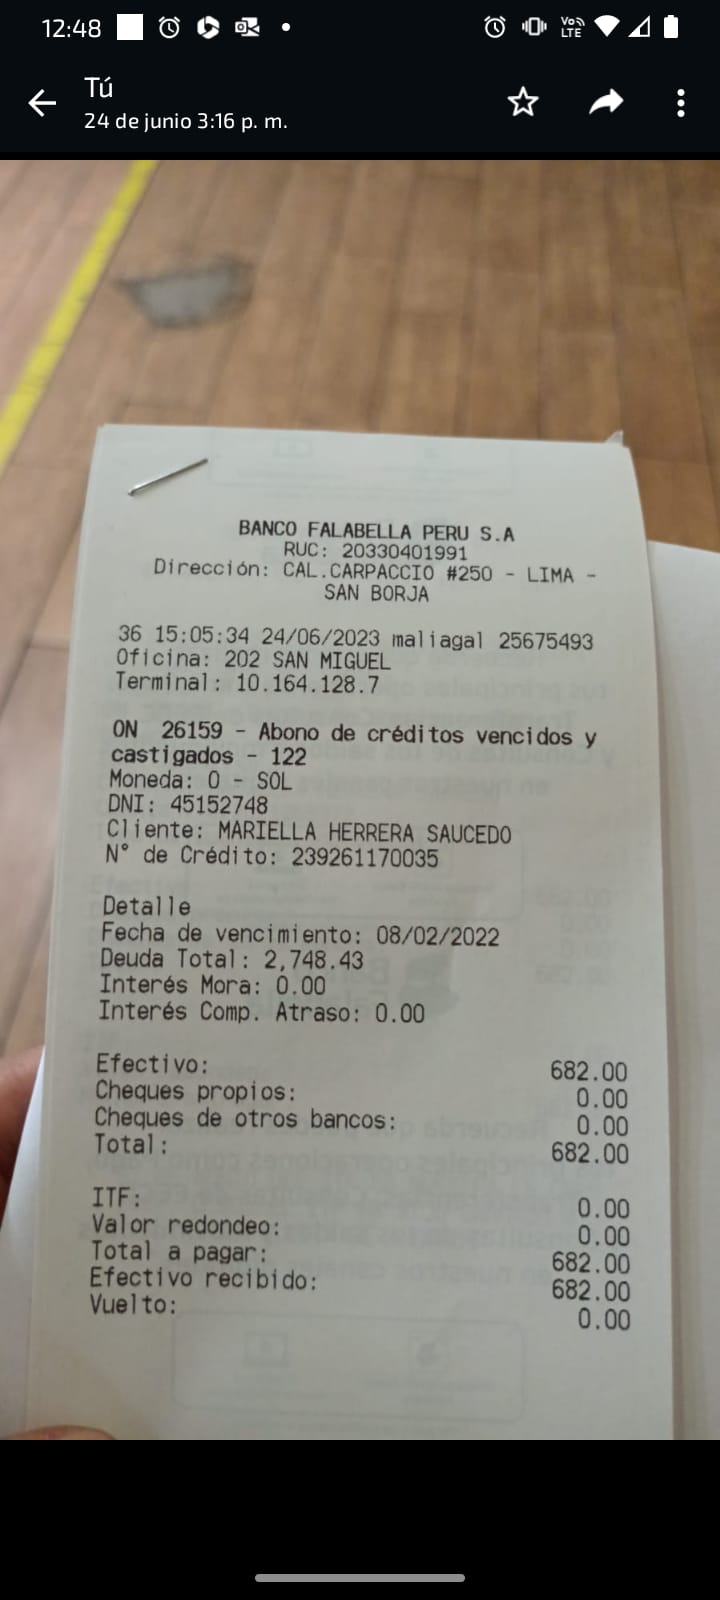 12:48
Vo) LTE
Tú
24 de junio 3:16 p. m.
BANCO FALABELLA PERU S.A
RUC: 20330401991
Dirección: CAL.CARPACCIO #250 - LIMA -
SAN BORJA
36 15:05:34 24/06/2023 maliagal 25675493
Oficina: 202 SAN MIGUEL
Terminal: 10.164.128.7
ON 26159 - Abono de créditos vencidos y
castigados - 122
Moneda: 0 - SOL
DNI: 45152748
Cliente: MARIELLA HERRERA SAUCEDO
N° de Crédito: 239261170035
Detalle
Fecha de vencimiento: 08/02/2022
Deuda Total: 2,748.43
Interés Mora: 0.00
Interés Comp. Atraso: 0.00
Efectivo: 682.00
Cheques propios: 0.00
Cheques de otros bancos: 0.00
Total: 682.00
ITF: 0.00
Valor redondeo: 0.00
Total a pagar: 682.00
Efectivo recibido: 682.00
Vuelto: 0.00